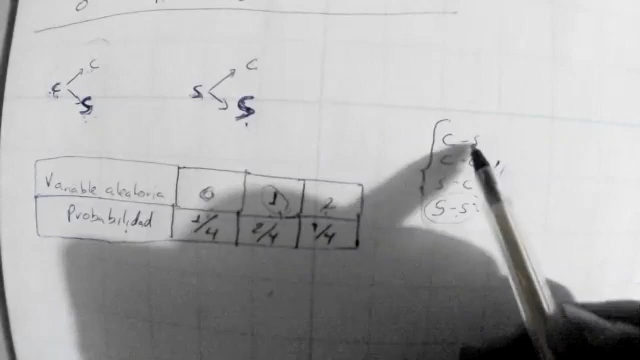 c
c
S
S
c
S
C-S
C-C
S-C
S-S
Variable aleatoria 0 1 2
Probabilidad 1/4 2/4 1/4